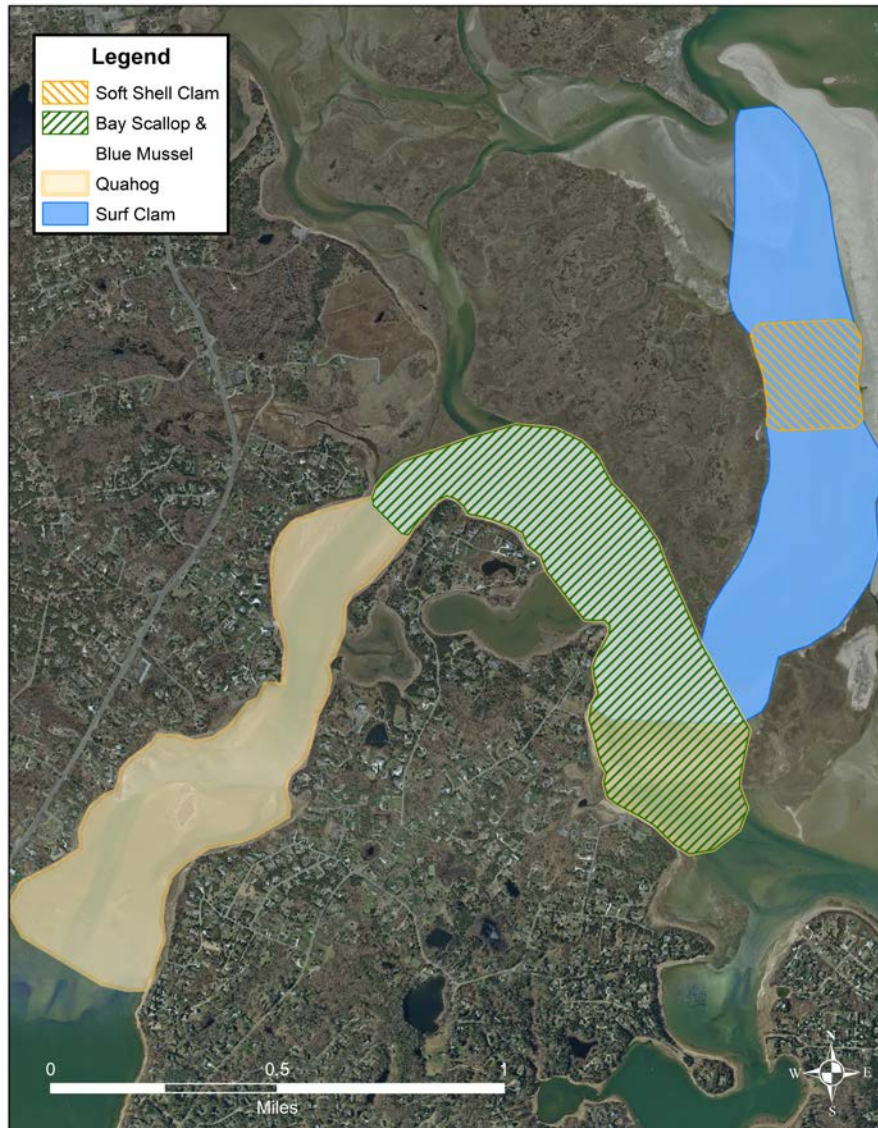 Legend
Soft Shell Clam
Bay Scallop &
Blue Mussel
Quahog
Surf Clam
0 0.5 1
Miles
N
W E
S